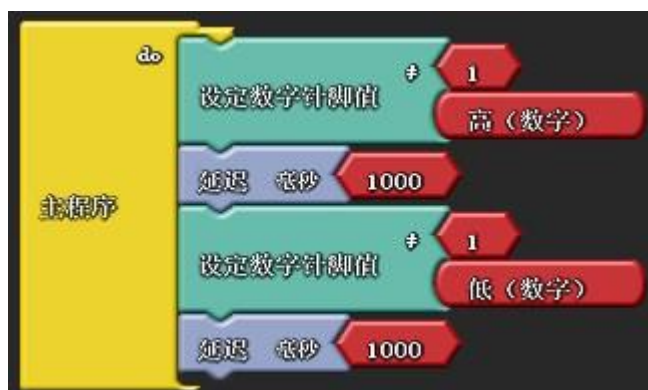 do
设定数字针脚值 # 1
高（数字）
延迟 毫秒 1000
主程序
设定数字针脚值 # 1
低（数字）
延迟 毫秒 1000